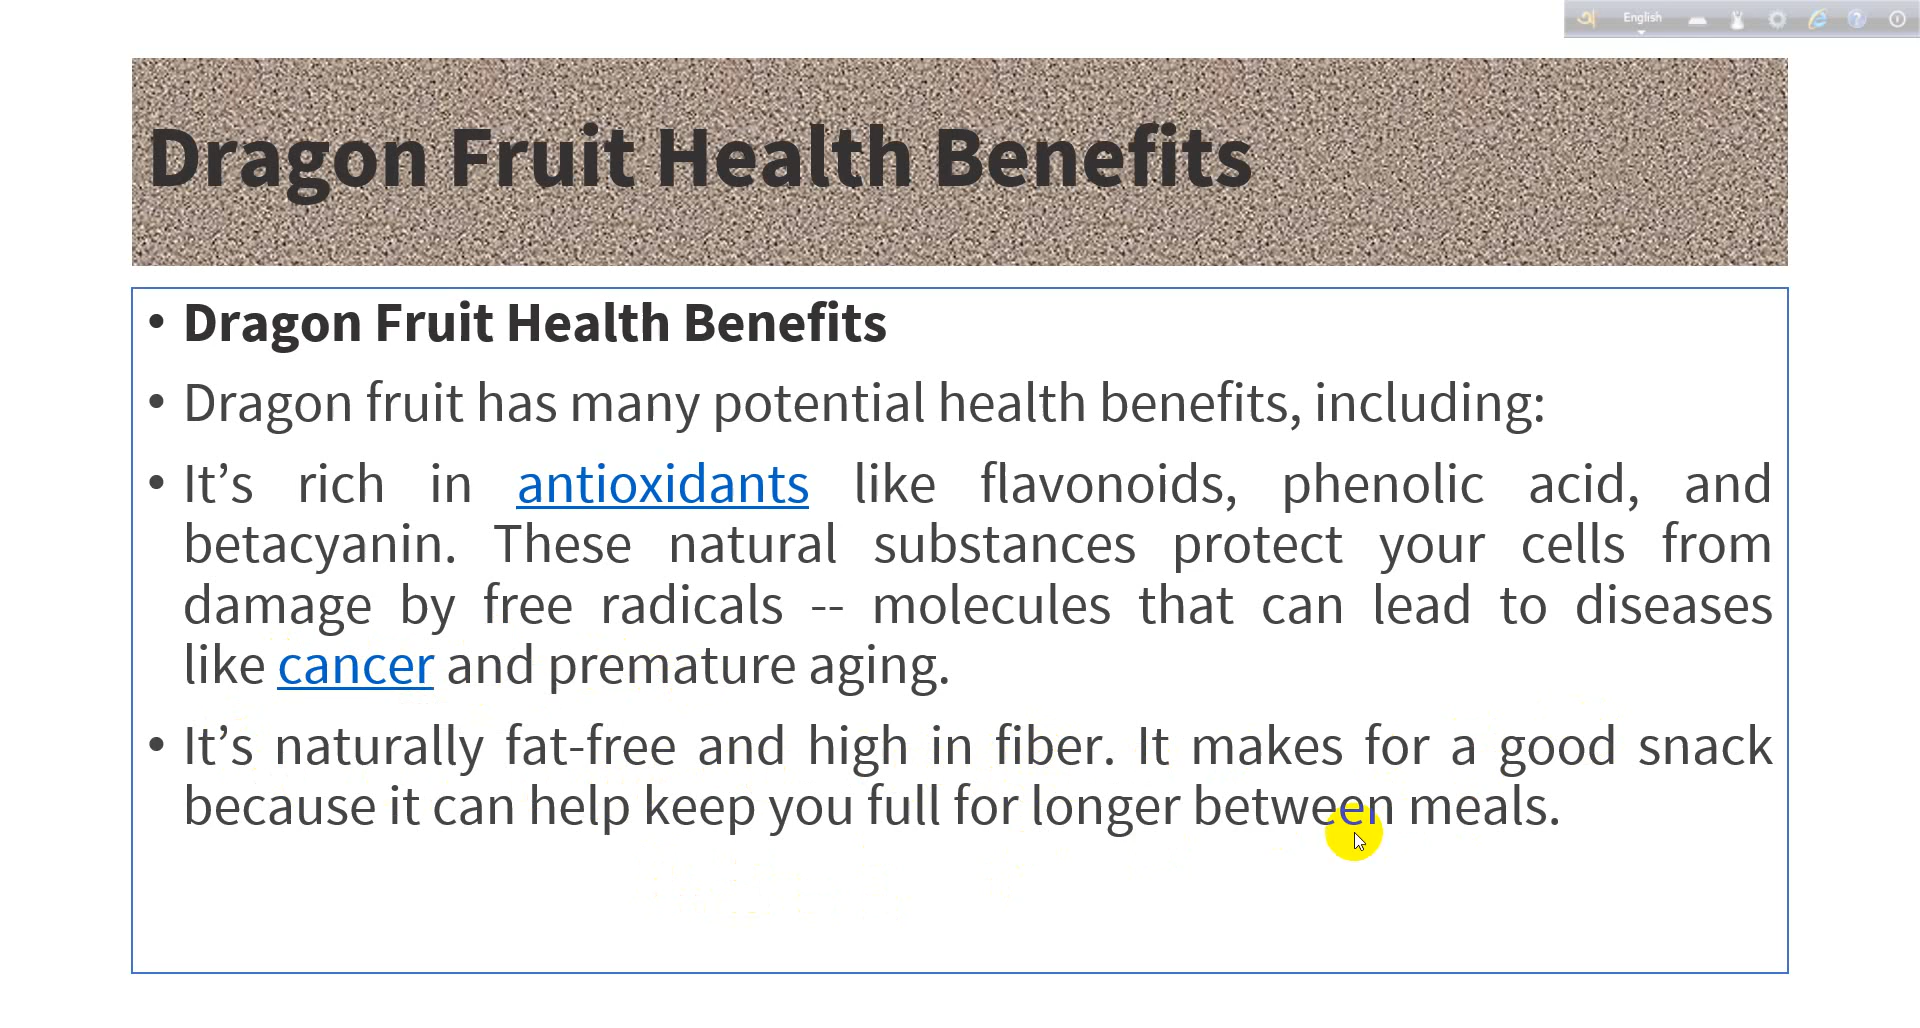 অ English
Dragon Fruit Health Benefits
• Dragon Fruit Health Benefits
• Dragon fruit has many potential health benefits, including:
• It’s rich in antioxidants like flavonoids, phenolic acid, and
betacyanin. These natural substances protect your cells from
damage by free radicals -- molecules that can lead to diseases
like cancer and premature aging.
• It’s naturally fat-free and high in fiber. It makes for a good snack
because it can help keep you full for longer between meals.